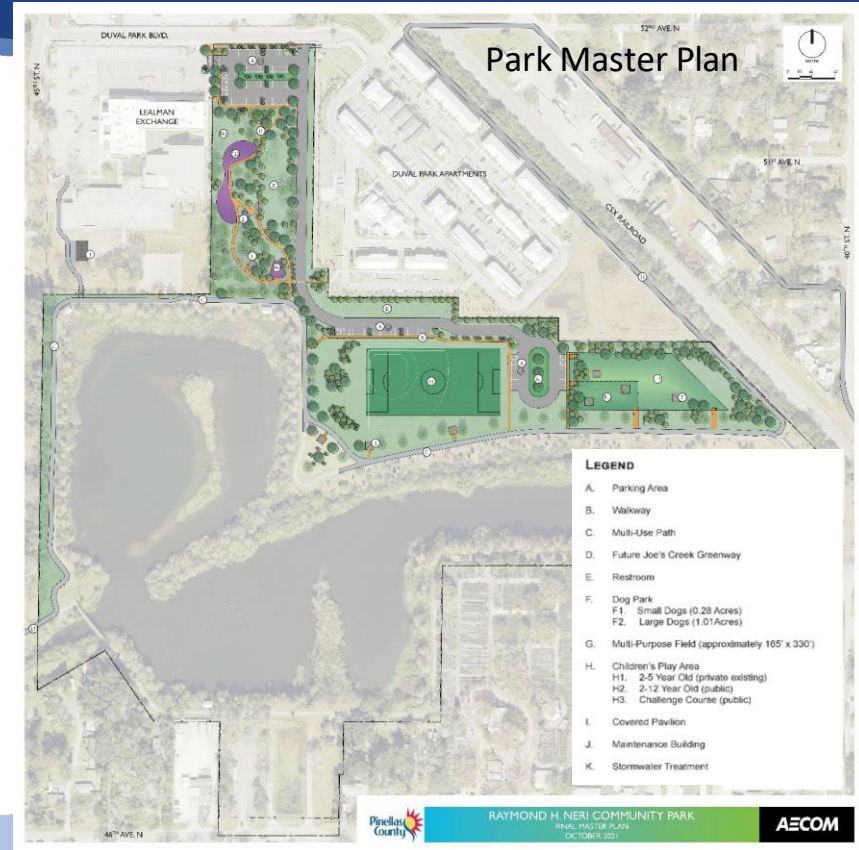 Park Master Plan
DUVAL PARK BLVD.
52ND AVE. N
45TH ST. N
LEALMAN
EXCHANGE
DUVAL PARK APARTMENTS
51ST AVE. N
CSX RAILROAD
40TH ST. N
46TH AVE. N
LEGEND
A. Parking Area
B. Walkway
C. Multi-Use Path
D. Future Joe's Creek Greenway
E. Restroom
F. Dog Park
F1. Small Dogs (0.28 Acres)
F2. Large Dogs (1.01Acres)
G. Multi-Purpose Field (approximately 165' x 330')
H. Children's Play Area
H1. 2-5 Year Old (private existing)
H2. 2-12 Year Old (public)
H3. Challenge Course (public)
I. Covered Pavilion
J. Maintenance Building
K. Stormwater Treatment
Pinellas
County
RAYMOND H. NERI COMMUNITY PARK
FINAL MASTER PLAN
OCTOBER 2021
AECOM